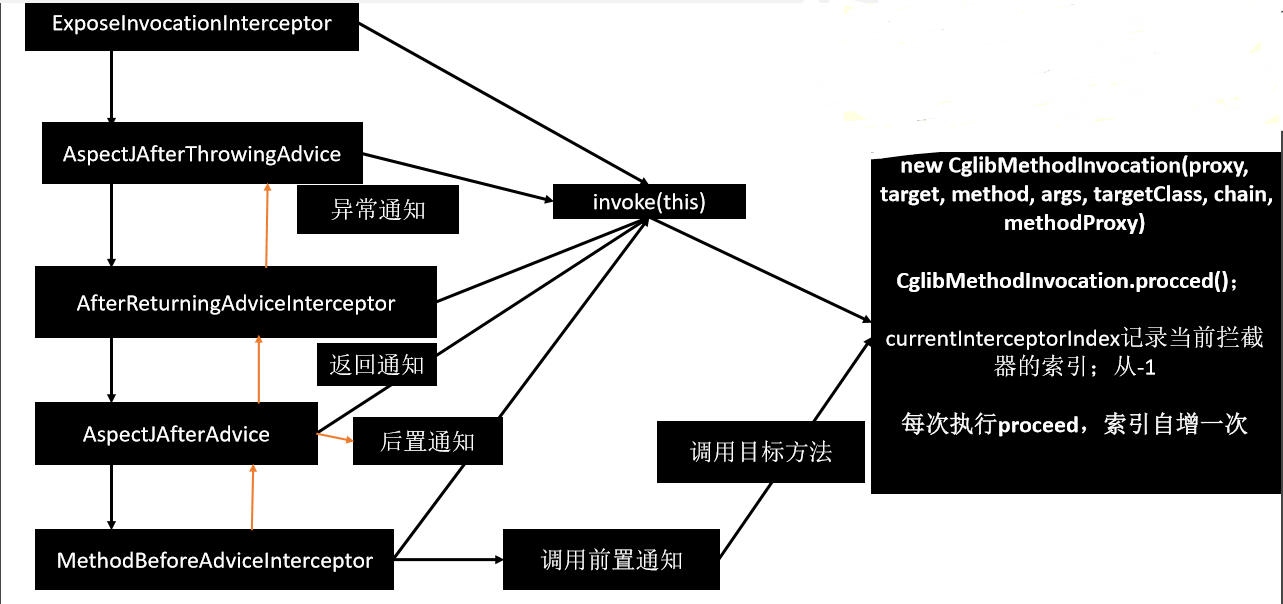 ExposeInvocationInterceptor
AspectJAfterThrowingAdvice
异常通知
invoke(this)
AfterReturningAdviceInterceptor
返回通知
AspectJAfterAdvice
后置通知
MethodBeforeAdviceInterceptor
调用前置通知
调用目标方法
new CglibMethodInvocation(proxy,
target, method, args, targetClass, chain,
methodProxy)
CglibMethodInvocation.procced()；
currentInterceptorIndex记录当前拦截
器的索引；从-1
每次执行proceed，索引自增一次